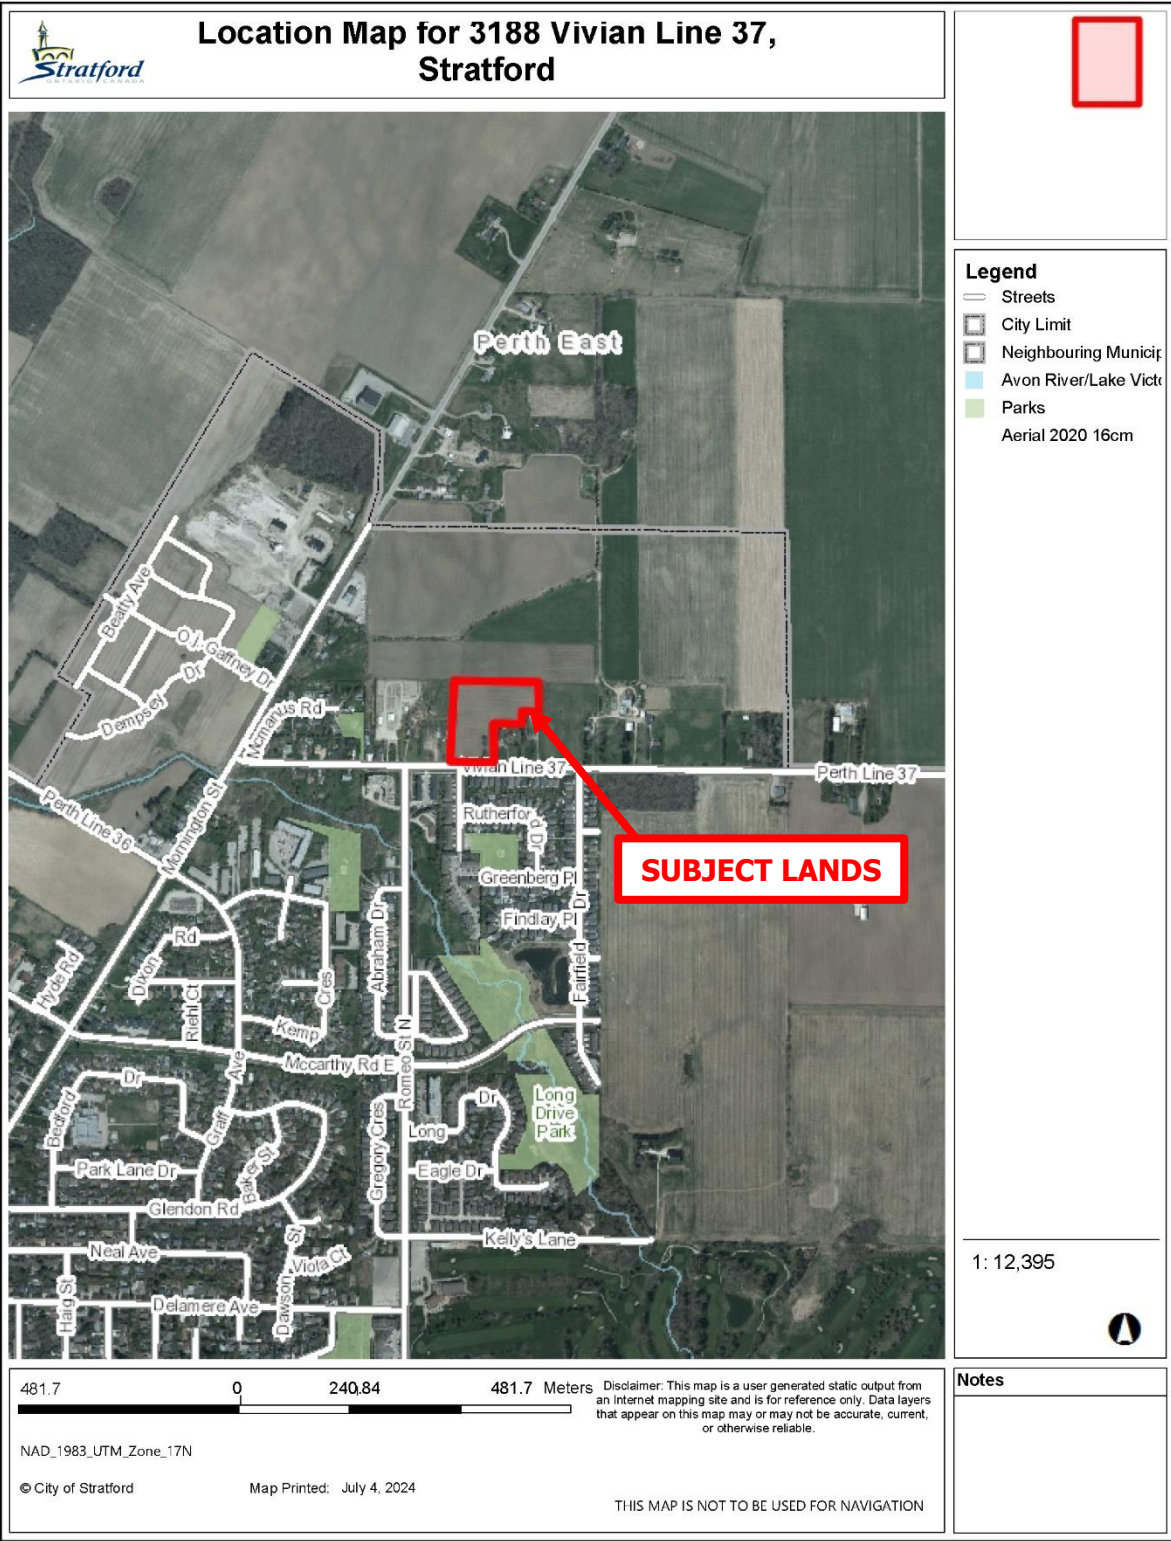 Stratford
ONTARIO CANADA
Location Map for 3188 Vivian Line 37,
Stratford
Legend
Streets
City Limit
Neighbouring Municip
Avon River/Lake Victo
Parks
Aerial 2020 16cm
Perth East
Beatty Ave
O.J. Gaffney Dr
Dempsey Dr
Mcmanus Rd
Vivian Line 37
Perth Line 37
Perth Line 36
Mornington St
Rutherford Dr
SUBJECT LANDS
Greenberg Pl
Findlay Pl
Fairfield Dr
Abraham Dr
Hyde Rd
Dixon Rd
Riehl Ct
Kemp Cres
Mccarthy Rd E
Romeo St N
Graff Ave
Bedford Dr
Long Dr
Long
Drive
Park
Gregory Cres
Park Lane Dr
Baker St
Eagle Dr
Glendon Rd
Kelly's Lane
Neal Ave
Viola Ct
Dawson St
Haig St
Delamere Ave
1: 12,395
481.7 0 240.84 481.7 Meters
Disclaimer: This map is a user generated static output from
an Internet mapping site and is for reference only. Data layers
that appear on this map may or may not be accurate, current,
or otherwise reliable.
NAD_1983_UTM_Zone_17N
© City of Stratford
Map Printed: July 4, 2024
THIS MAP IS NOT TO BE USED FOR NAVIGATION
Notes